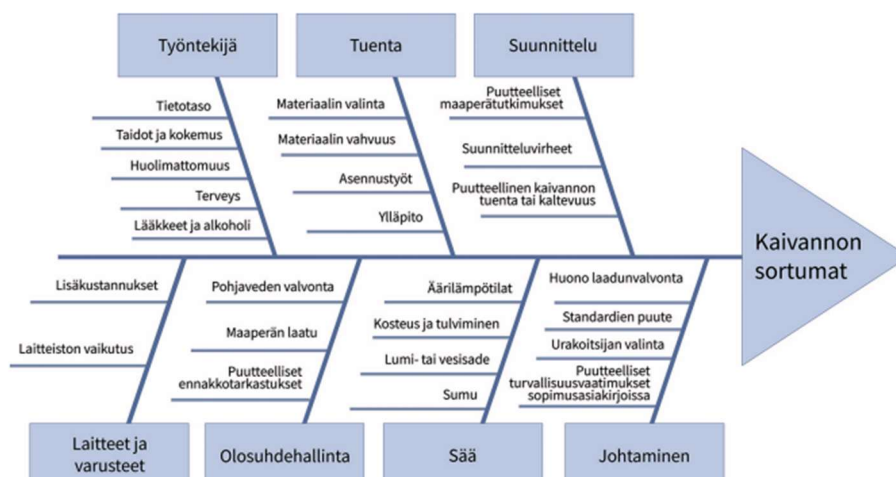 Työntekijä
Tuenta
Suunnittelu
Tietotaso
Taidot ja kokemus
Huolimattomuus
Terveys
Lääkkeet ja alkoholi
Materiaalin valinta
Materiaalin vahvuus
Asennustyöt
Ylläpito
Puutteelliset
maaperätutkimukset
Suunnitteluvirheet
Puutteellinen kaivannon
tuenta tai kaltevuus
Kaivannon
sortumat
Lisäkustannukset
Laitteiston vaikutus
Pohjaveden valvonta
Maaperän laatu
Puutteelliset
ennakkotarkastukset
Äärilämpötilat
Kosteus ja tulviminen
Lumi- tai vesisade
Sumu
Huono laadunvalvonta
Standardien puute
Urakoitsijan valinta
Puutteelliset
turvallisuusvaatimukset
sopimusasiakirjoissa
Laitteet ja
varusteet
Olosuhdehallinta
Sää
Johtaminen